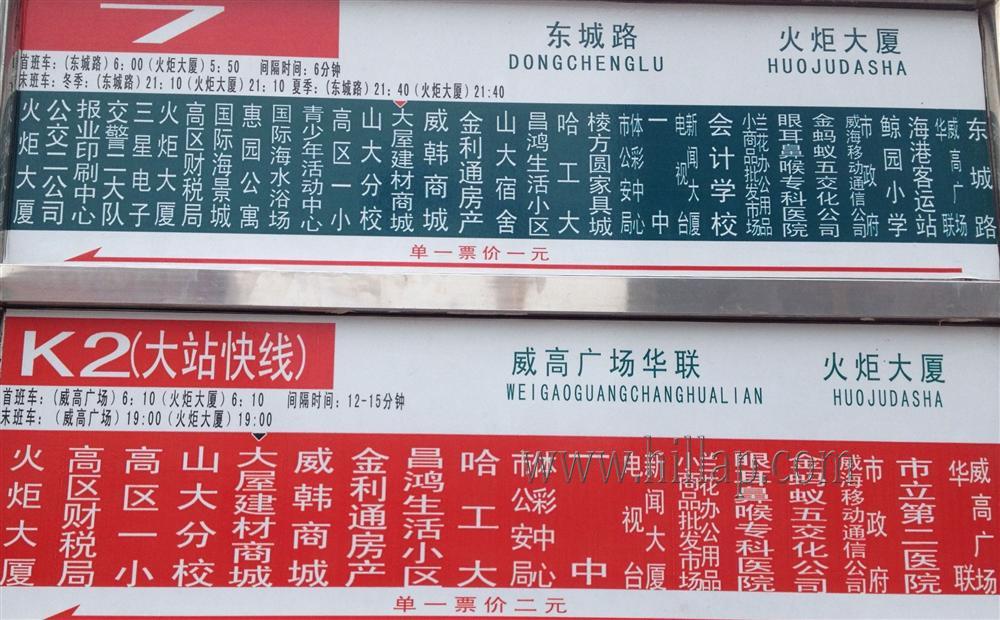 7
东城路
火炬大厦
DONGCHENGLU
HUOJUDASHA
首班车：(东城路)6:00(火炬大厦)5:50 间隔时间：6分钟
末班车：冬季：(东城路)21:10(火炬大厦)21:10 夏季：(东城路)21:40(火炬大厦)21:40
火炬大厦
公交二公司
报业印刷中心
交警二大队
三星电子
火炬大厦
高区财税局
国际海景城
惠园公寓
国际海水浴场
青少年活动中心
高区一小
山大分校
大屋建材商城
威韩商城
金利通房产
山大宿舍
昌鸿生活小区
哈工大
棱方圆家具城
市公安局
体彩中心
一中
电视台
新闻大厦
会计学校
小商品批发市场
兰花办公用品
眼耳鼻喉专科医院
金蚂蚁五交化公司
威海移动通信公司
市政府
鲸园小学
海港客运站
华联
威高广场
东城路
单一票价一元
K2(大站快线)
威高广场华联
火炬大厦
WEIGAOGUANGCHANGHUALIAN
HUOJUDASHA
首班车：(威高广场)6:10(火炬大厦)6:10 间隔时间：12-15分钟
末班车：(威高广场)19:00(火炬大厦)19:00
火炬大厦
高区财税局
高区一小
山大分校
大屋建材商城
威韩商城
金利通房产
昌鸿生活小区
哈工大
市公安局
体彩中心
一中
电视台
新闻大厦
小商品批发市场
兰花办公用品
眼耳鼻喉专科医院
金蚂蚁五交化公司
威海移动通信公司
市政府
市立第二医院
华联
威高广场
单一票价二元